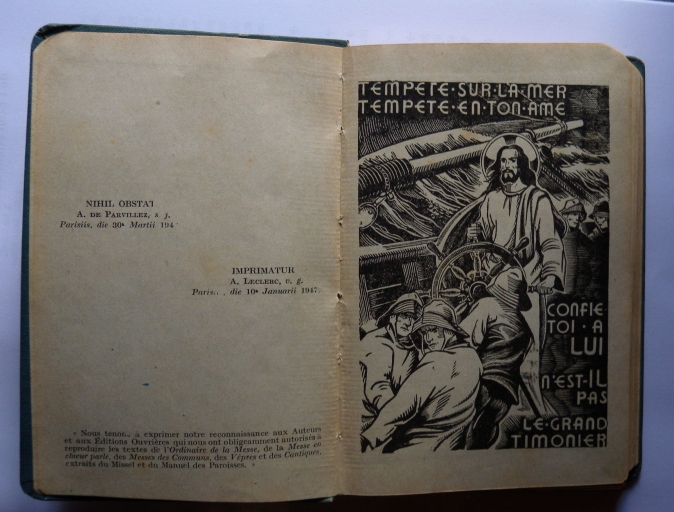 NIHIL OBSTAT
A. DE PARVILLEZ, s. j.
Parisiis, die 30ª Martii 194
IMPRIMATUR
A. LECLERC, v. g.
Paris.., die 10ª Januarii 1947.
« Nous tenon.. à exprimer notre reconnaissance aux Auteurs
et aux Éditions Ouvrières qui nous ont obligeamment autorisés à
reproduire les textes de l'Ordinaire de la Messe, de la Messe en
chœur parlé, des Messes des Communs, des Vêpres et des Cantiques,
extraits du Missel et du Manuel des Paroisses. »
TEMPETE·SUR·LA·MER
TEMPETE·EN·TON·AME
CONFIE
TOI·A
LUI
N'EST-IL
PAS
LE·GRAND
TIMONIER